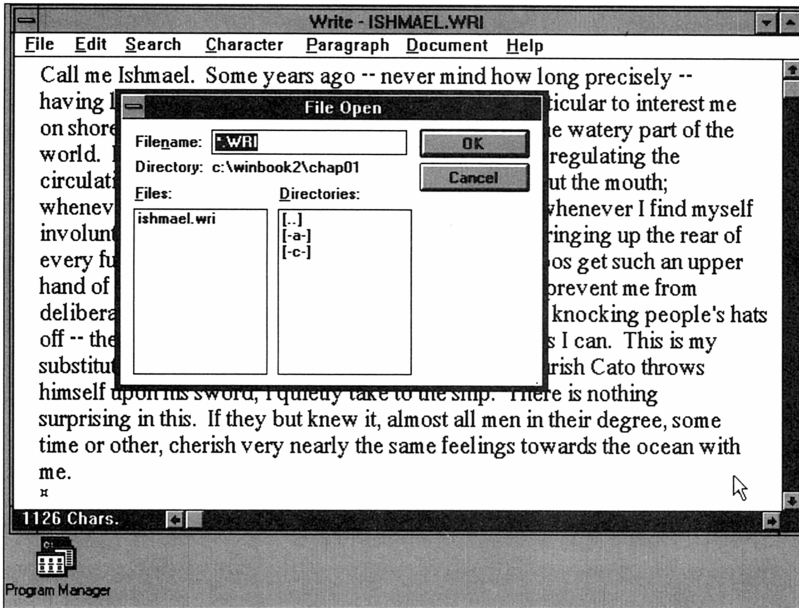 Write - ISHMAEL.WRI
File Edit Search Character Paragraph Document Help
Call me Ishmael. Some years ago -- never mind how long precisely --
having ticular to interest me
on shore e watery part of the
world. regulating the
circulati ut the mouth;
whenev whenever I find myself
involunt ringing up the rear of
every fu os get such an upper
hand of prevent me from
delibera knocking people's hats
off -- the s I can. This is my
substitut rish Cato throws
himself upon his sword, I quietly take to the ship. There is nothing
surprising in this. If they but knew it, almost all men in their degree, some
time or other, cherish very nearly the same feelings towards the ocean with
me.
¤
File Open
Filename: *.WRI
OK
Directory: c:\winbook2\chap01
Cancel
Files: Directories:
ishmael.wri [..]
[-a-]
[-c-]
1126 Chars.
C:
Program Manager